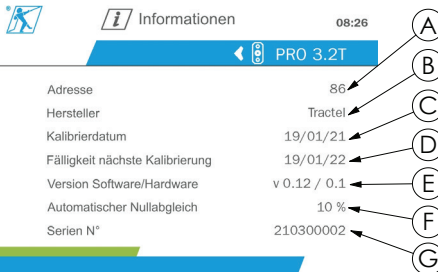 Informationen 08:26
PRO 3.2T
Adresse 86
Hersteller Tractel
Kalibrierdatum 19/01/21
Fälligkeit nächste Kalibrierung 19/01/22
Version Software/Hardware v 0.12 / 0.1
Automatischer Nullabgleich 10 %
Serien N° 210300002
A
B
C
D
E
F
G